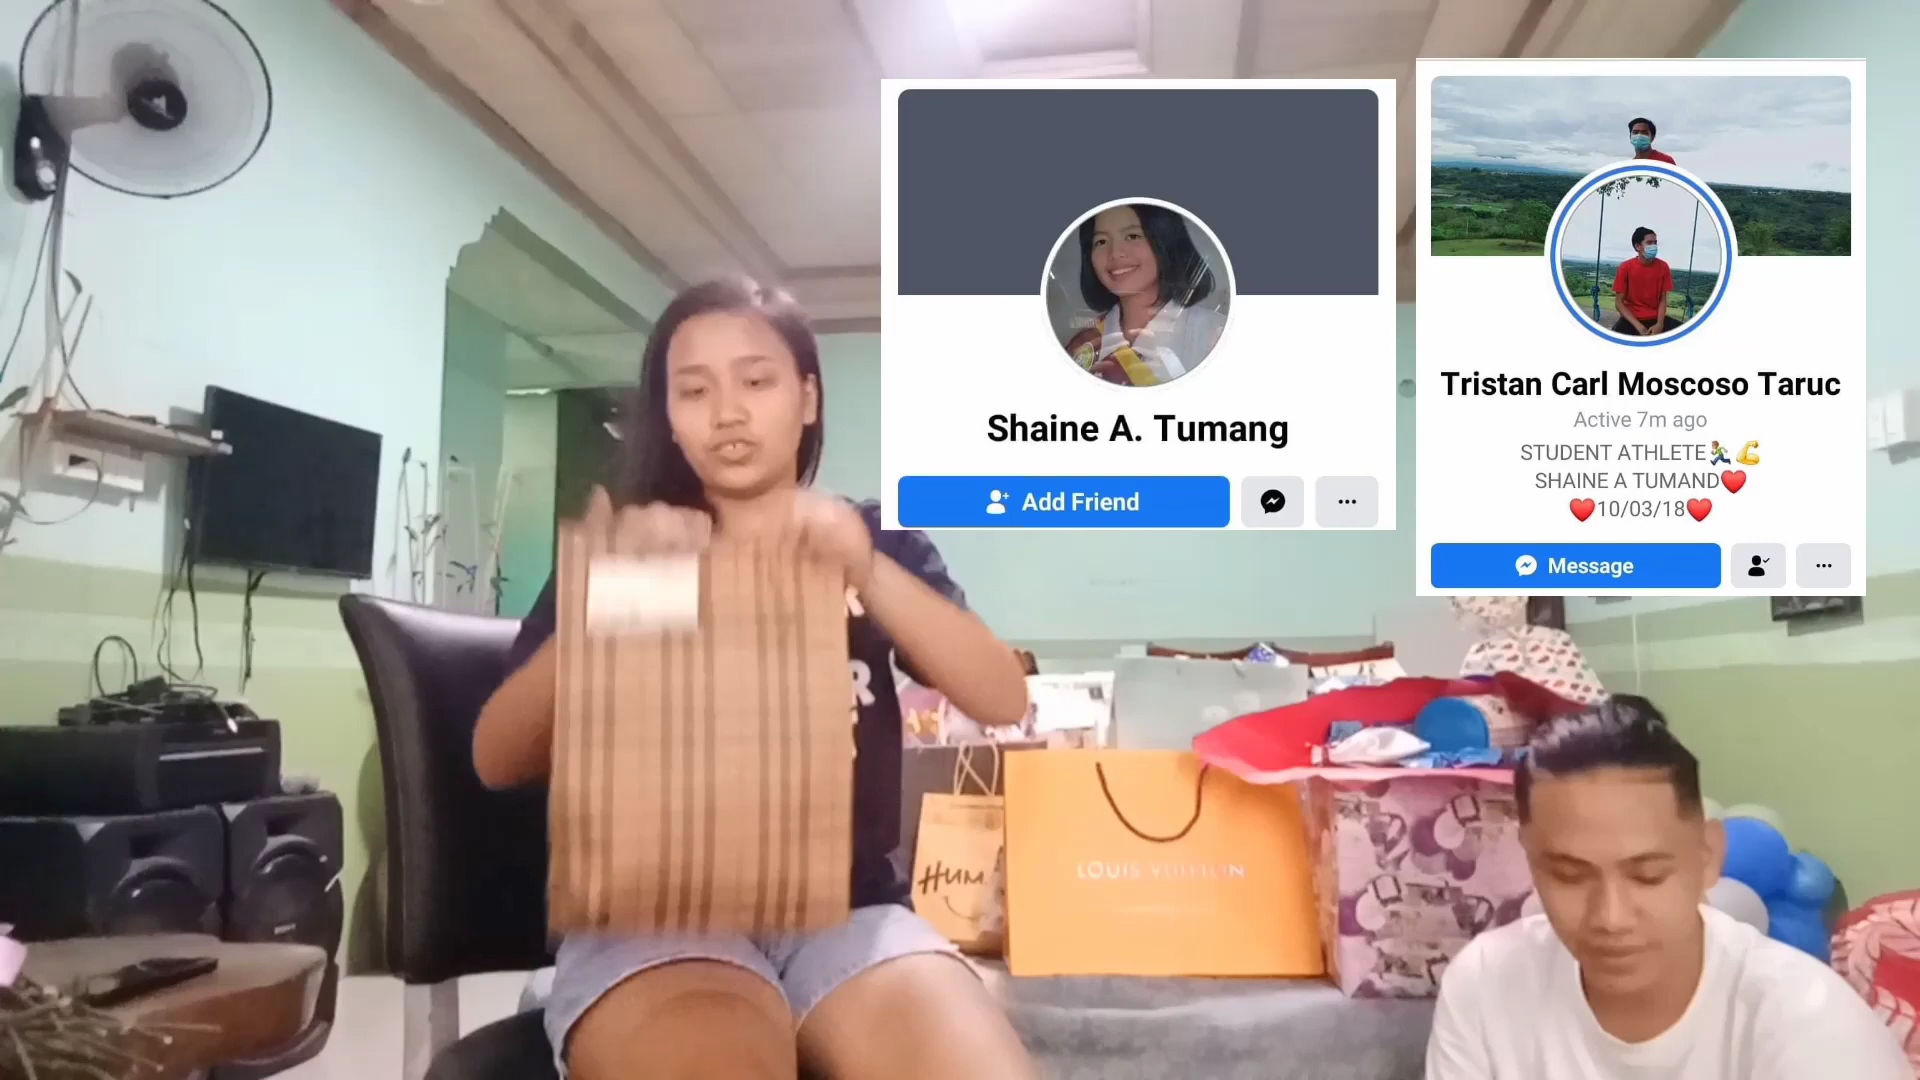 Shaine A. Tumang
Add Friend
Tristan Carl Moscoso Taruc
Active 7m ago
STUDENT ATHLETE🏃💪
SHAINE A TUMAND❤️
❤️10/03/18❤️
Message
LOUIS VUITTON
HUM
R
R
SONY